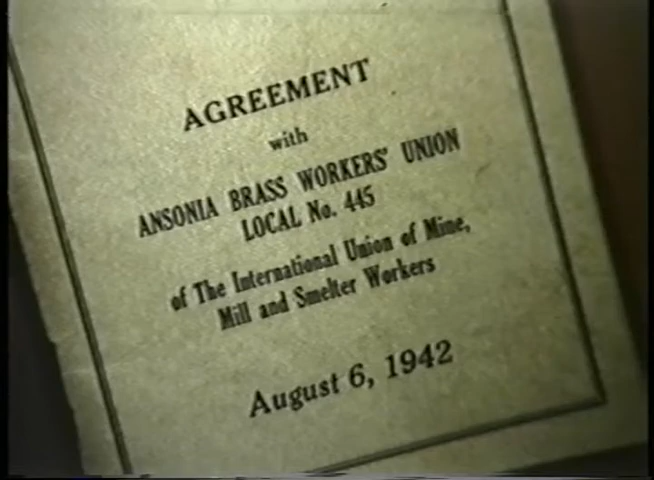 AGREEMENT
with
ANSONIA BRASS WORKERS' UNION
LOCAL No. 445
of The International Union of Mine,
Mill and Smelter Workers
August 6, 1942